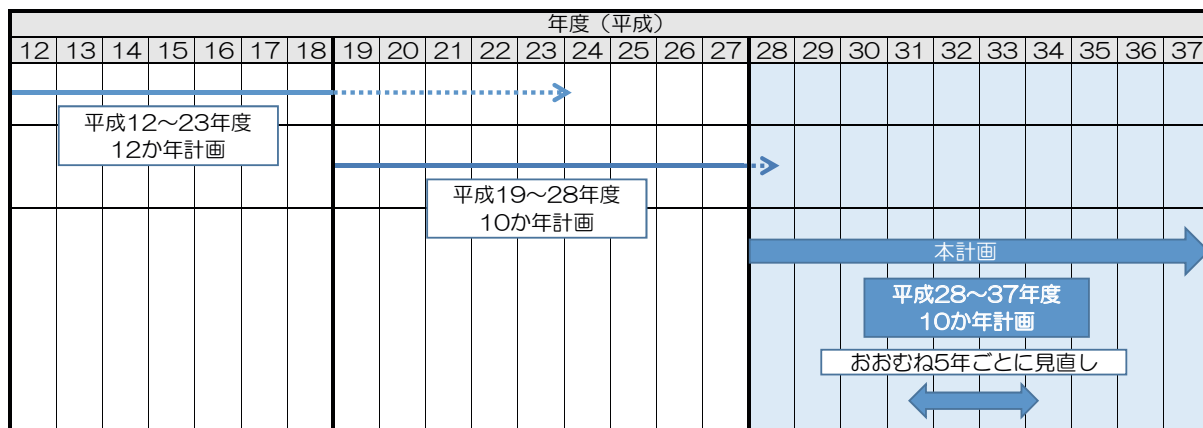 年度（平成）
12 13 14 15 16 17 18 19 20 21 22 23 24 25 26 27 28 29 30 31 32 33 34 35 36 37
平成12～23年度
12か年計画
平成19～28年度
10か年計画
本計画
平成28～37年度
10か年計画
おおむね5年ごとに見直し